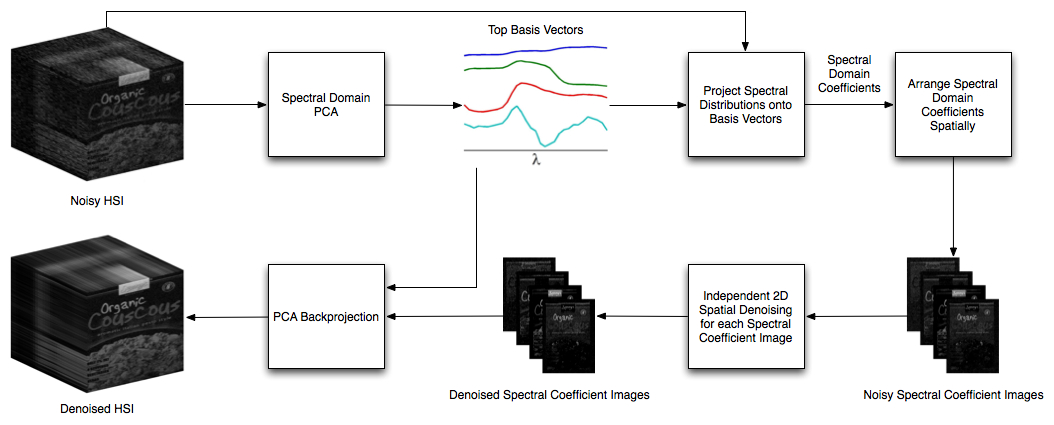 Top Basis Vectors
Organic
Couscous
Noisy HSI
Spectral Domain
PCA
λ
Project Spectral
Distributions onto
Basis Vectors
Spectral
Domain
Coefficients
Arrange Spectral
Domain
Coefficients
Spatially
Organic
Couscous
Denoised HSI
PCA Backprojection
Organic
Denoised Spectral Coefficient Images
Independent 2D
Spatial Denoising
for each Spectral
Coefficient Image
Organic
Noisy Spectral Coefficient Images